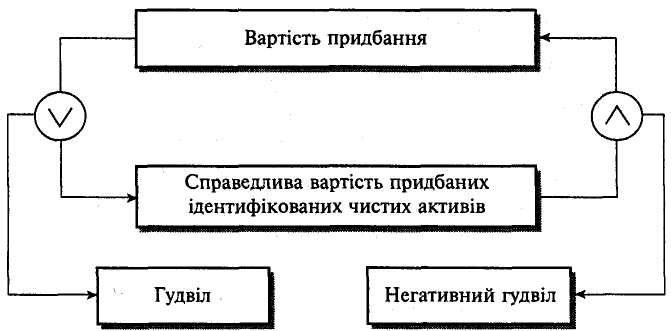 Вартість придбання
Справедлива вартість придбаних
ідентифікованих чистих активів
Гудвіл
Негативний гудвіл